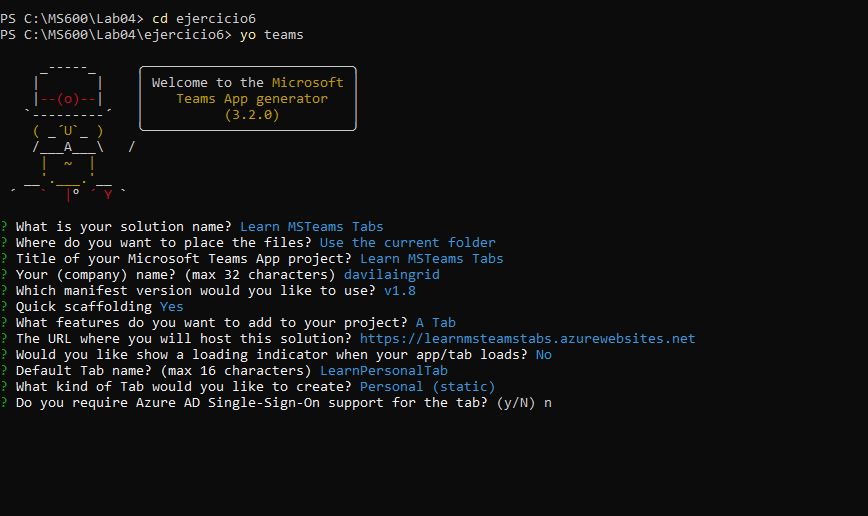 PS C:\MS600\Lab04> cd ejercicio6
PS C:\MS600\Lab04\ejercicio6> yo teams
Welcome to the Microsoft
Teams App generator
(3.2.0)
? What is your solution name? Learn MSTeams Tabs
? Where do you want to place the files? Use the current folder
? Title of your Microsoft Teams App project? Learn MSTeams Tabs
? Your (company) name? (max 32 characters) davilaingrid
? Which manifest version would you like to use? v1.8
? Quick scaffolding Yes
? What features do you want to add to your project? A Tab
? The URL where you will host this solution? https://learnmsteamstabs.azurewebsites.net
? Would you like show a loading indicator when your app/tab loads? No
? Default Tab name? (max 16 characters) LearnPersonalTab
? What kind of Tab would you like to create? Personal (static)
? Do you require Azure AD Single-Sign-On support for the tab? (y/N) n